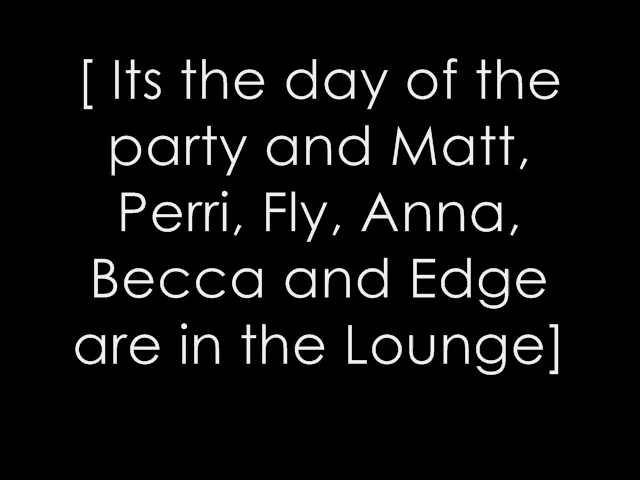 [ Its the day of the
party and Matt,
Perri, Fly, Anna,
Becca and Edge
are in the Lounge]